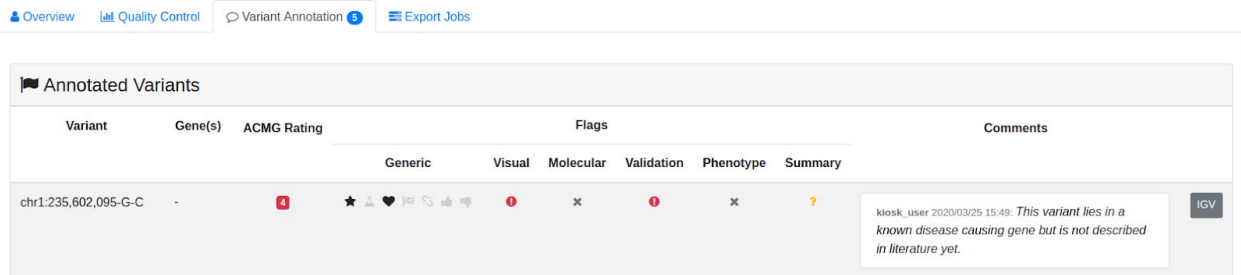 Overview Quality Control Variant Annotation 5 Export Jobs
Annotated Variants
Variant Gene(s) ACMG Rating Flags Comments
Generic Visual Molecular Validation Phenotype Summary
chr1:235,602,095-G-C - 4 ? IGV
kiosk_user 2020/03/25 15:49: This variant lies in a
known disease causing gene but is not described
in literature yet.